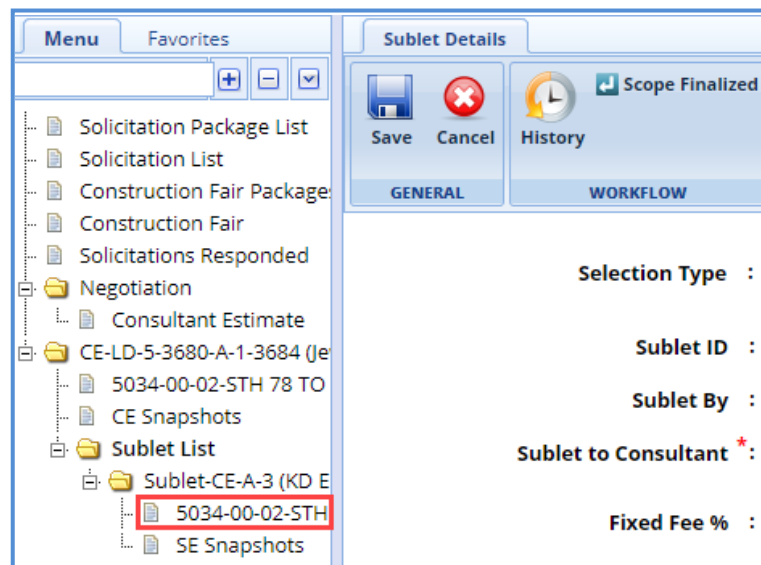 Menu
Favorites
Solicitation Package List
Solicitation List
Construction Fair Package
Construction Fair
Solicitations Responded
Negotiation
Consultant Estimate
CE-LD-5-3680-A-1-3684 (Je
5034-00-02-STH 78 TO
CE Snapshots
Sublet List
Sublet-CE-A-3 (KD E
5034-00-02-STH
SE Snapshots
Sublet Details
Save
Cancel
History
Scope Finalized
GENERAL
WORKFLOW
Selection Type :
Sublet ID :
Sublet By :
Sublet to Consultant *:
Fixed Fee % :